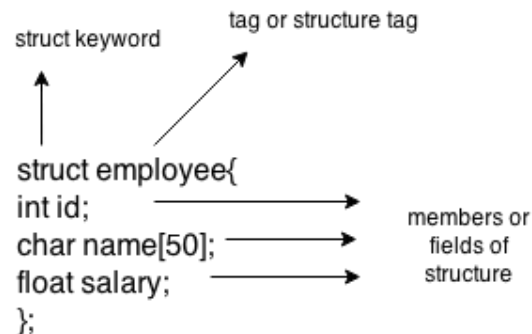 tag or structure tag
struct keyword
struct employee{
int id;
char name[50];
float salary;
};
members or
fields of
structure